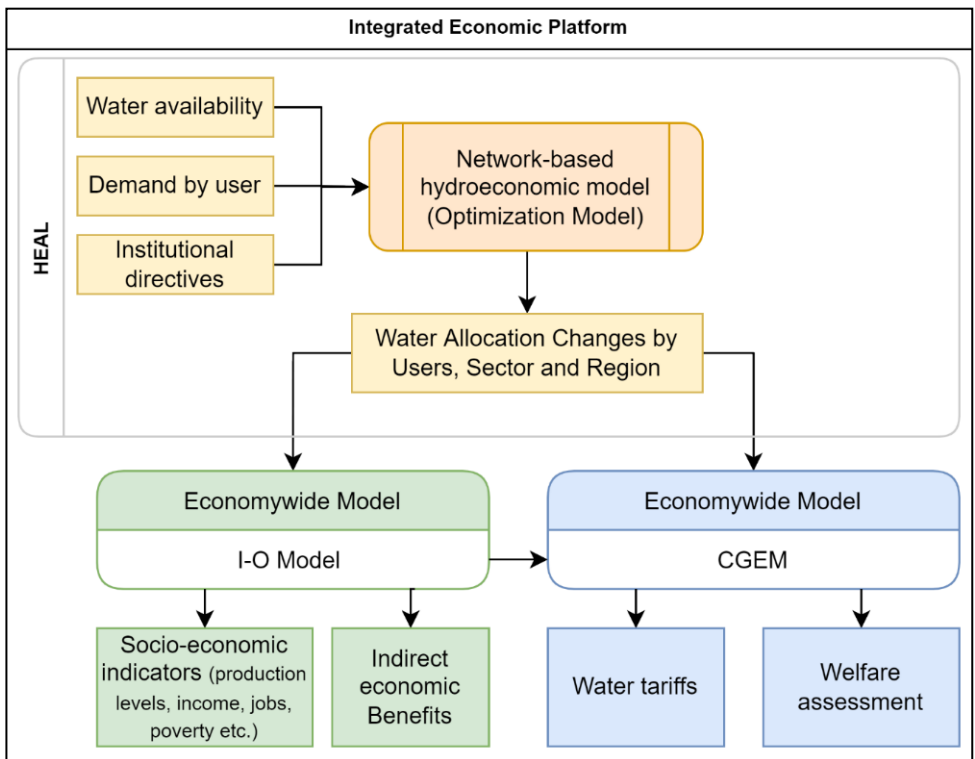 Integrated Economic Platform
HEAL
Water availability
Demand by user
Institutional
directives
Network-based
hydroeconomic model
(Optimization Model)
Water Allocation Changes by
Users, Sector and Region
Economywide Model
I-O Model
Economywide Model
CGEM
Socio-economic
indicators (production
levels, income, jobs,
poverty etc.)
Indirect
economic
Benefits
Water tariffs
Welfare
assessment